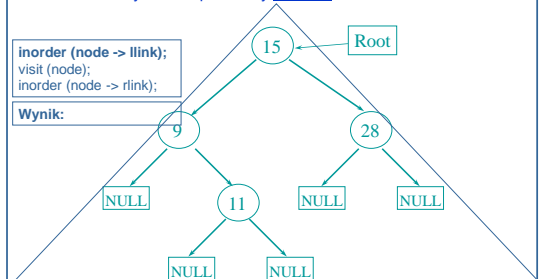 inorder (node -> llink);
visit (node);
inorder (node -> rlink);
Wynik:
15
Root
9
28
NULL
11
NULL
NULL
NULL
NULL